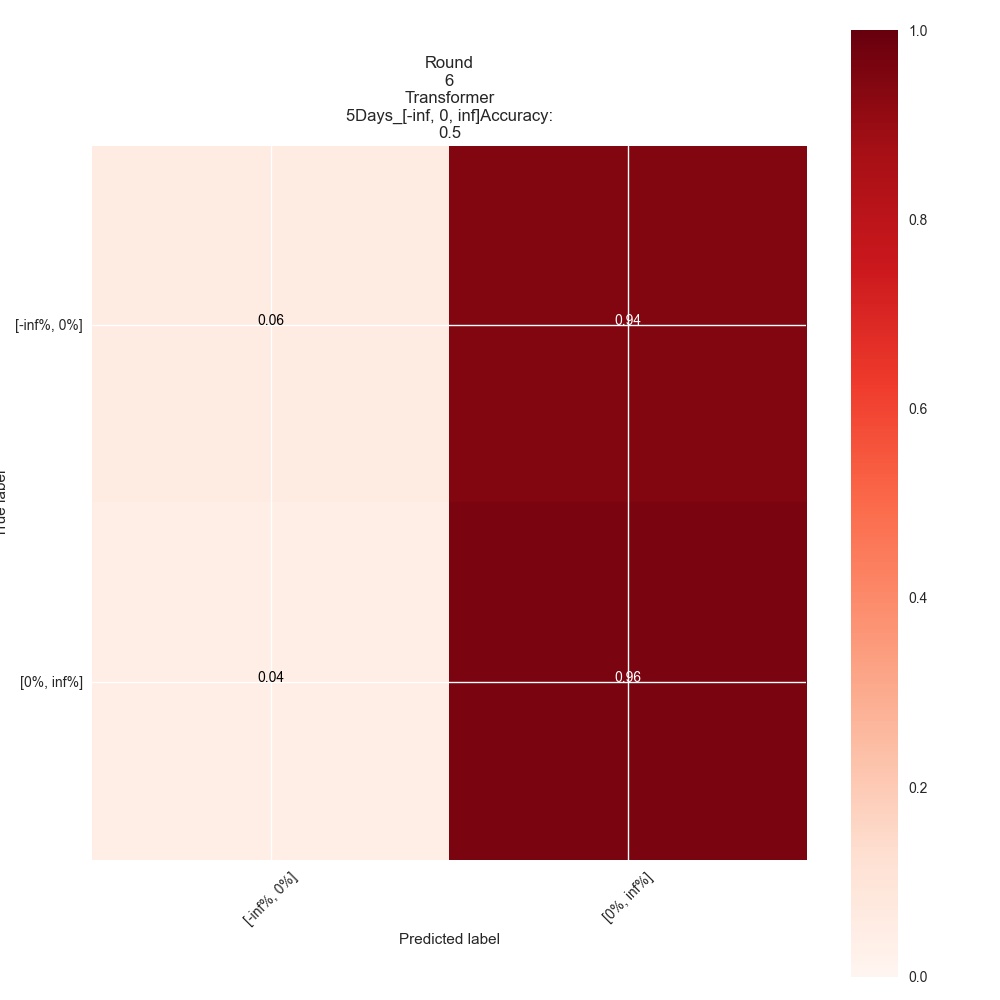 Round
6
Transformer
5Days_[-inf, 0, inf]Accuracy:
0.5
1.0
0.8
0.6
0.4
0.2
0.0
[-inf%, 0%]
0.06
0.94
True label
[0%, inf%]
0.04
0.96
[-inf%, 0%]
[0%, inf%]
Predicted label